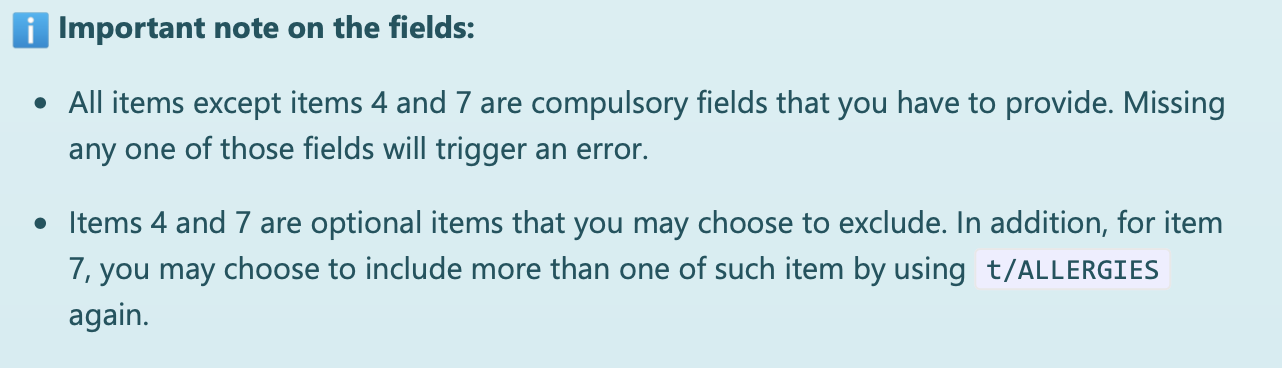 Important note on the fields:
All items except items 4 and 7 are compulsory fields that you have to provide. Missing
any one of those fields will trigger an error.
Items 4 and 7 are optional items that you may choose to exclude. In addition, for item
7, you may choose to include more than one of such item by using t/ALLERGIES
again.